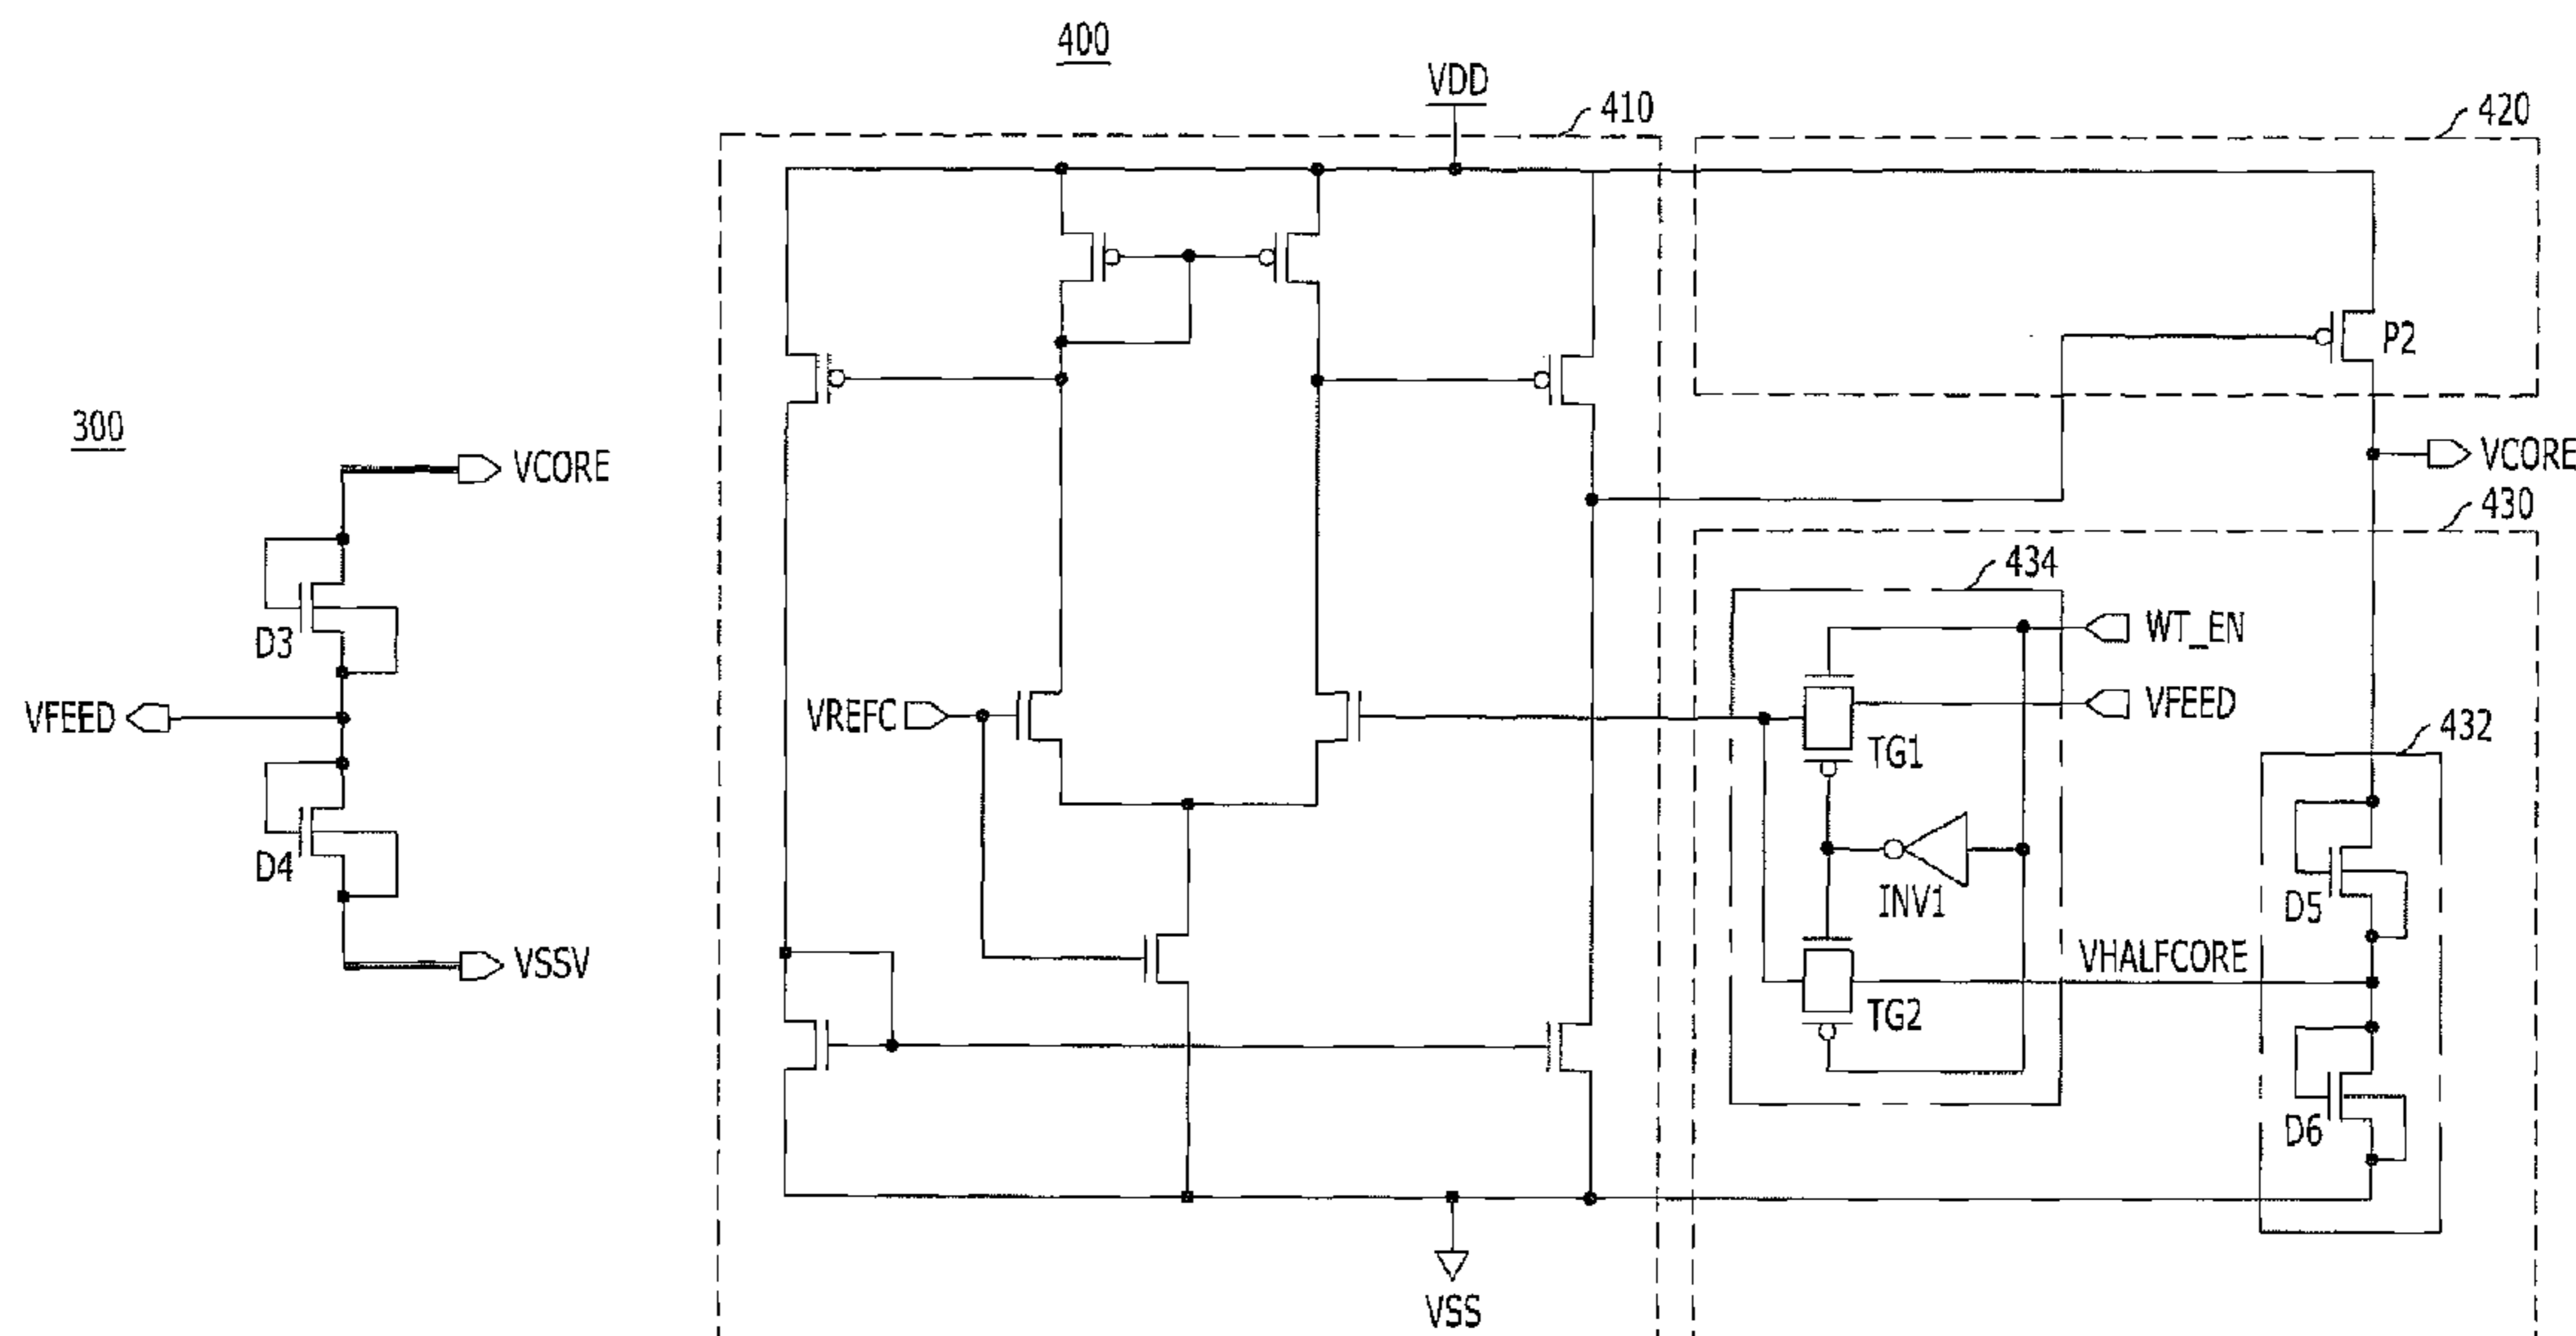 400
VDD
410
420
P2
300
VCORE
VCORE
430
434
D3
WT_EN
VFEED
VREFC
VFEED
TG1
432
D4
INV1
D5
VSSV
VHALFCORE
TG2
D6
VSS